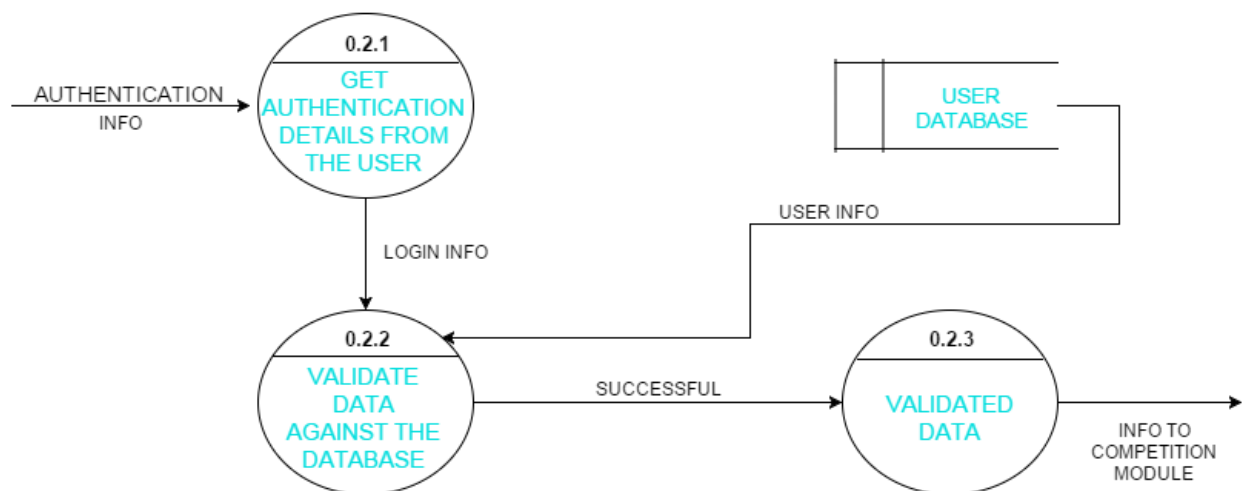 0.2.1
GET
AUTHENTICATION
DETAILS FROM
THE USER
AUTHENTICATION
INFO
USER
DATABASE
USER INFO
LOGIN INFO
0.2.2
VALIDATE
DATA
AGAINST THE
DATABASE
SUCCESSFUL
0.2.3
VALIDATED
DATA
INFO TO
COMPETITION
MODULE